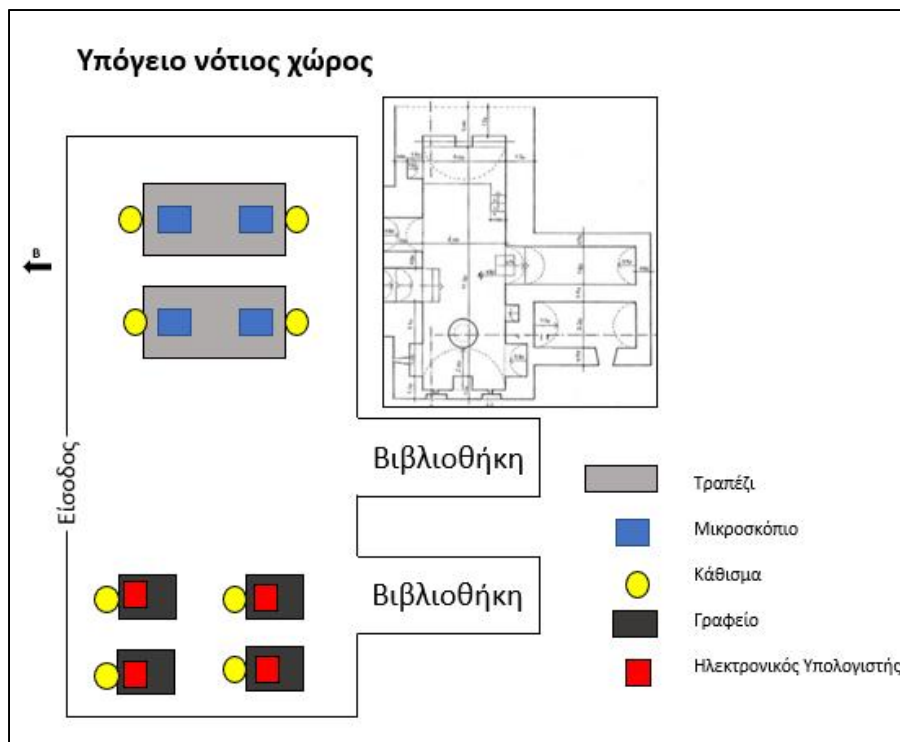 Υπόγειο νότιος χώρος
Β
Είσοδος
Βιβλιοθήκη
Βιβλιοθήκη
Τραπέζι
Μικροσκόπιο
Κάθισμα
Γραφείο
Ηλεκτρονικός Υπολογιστής